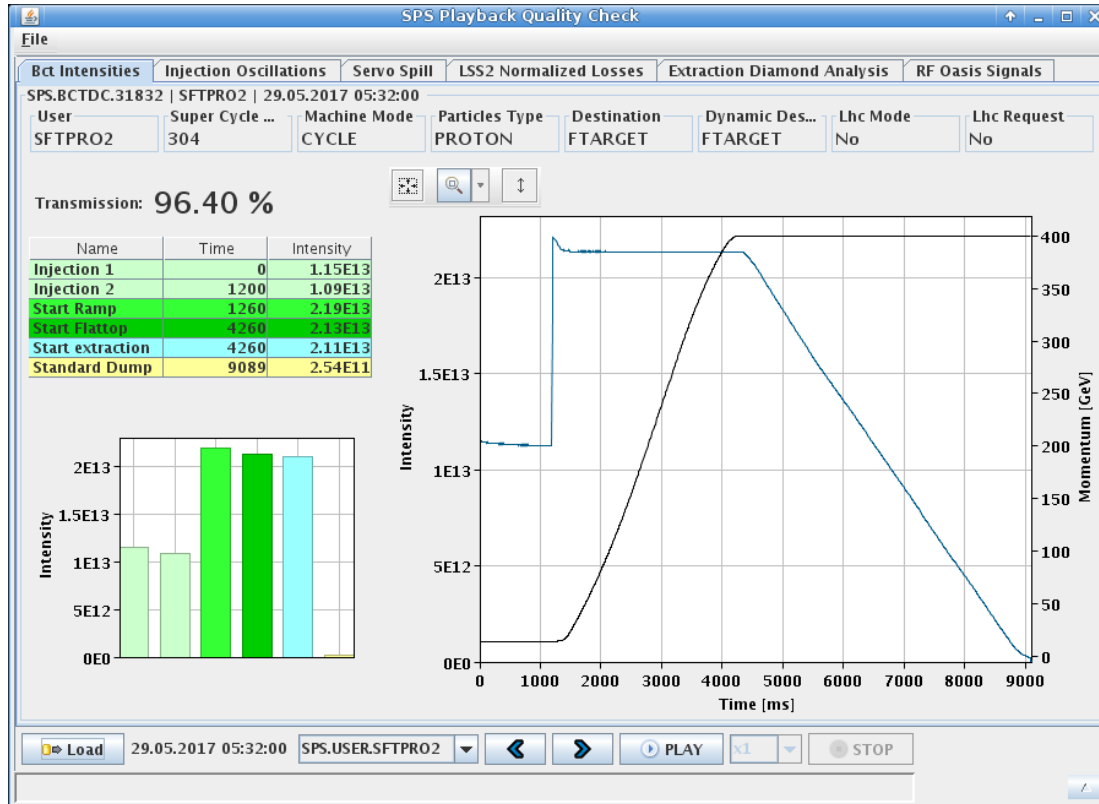 SPS Playback Quality Check
File
Bct Intensities Injection Oscillations Servo Spill LSS2 Normalized Losses Extraction Diamond Analysis RF Oasis Signals
SPS.BCTDC.31832 | SFTPRO2 | 29.05.2017 05:32:00
User Super Cycle ... Machine Mode Particles Type Destination Dynamic Des... Lhc Mode Lhc Request
SFTPRO2 304 CYCLE PROTON FTARGET FTARGET No No
Transmission: 96.40 %
Name Time Intensity
Injection 1 0 1.15E13
Injection 2 1200 1.09E13
Start Ramp 1260 2.19E13
Start Flattop 4260 2.13E13
Start extraction 4260 2.11E13
Standard Dump 9089 2.54E11
Intensity
2E13
1.5E13
1E13
5E12
0E0
Intensity
2E13
1.5E13
1E13
5E12
0E0
400
350
300
250
200
150
100
50
0
Momentum [GeV]
0 1000 2000 3000 4000 5000 6000 7000 8000 9000
Time [ms]
Load 29.05.2017 05:32:00 SPS.USER.SFTPRO2 PLAY x1 STOP